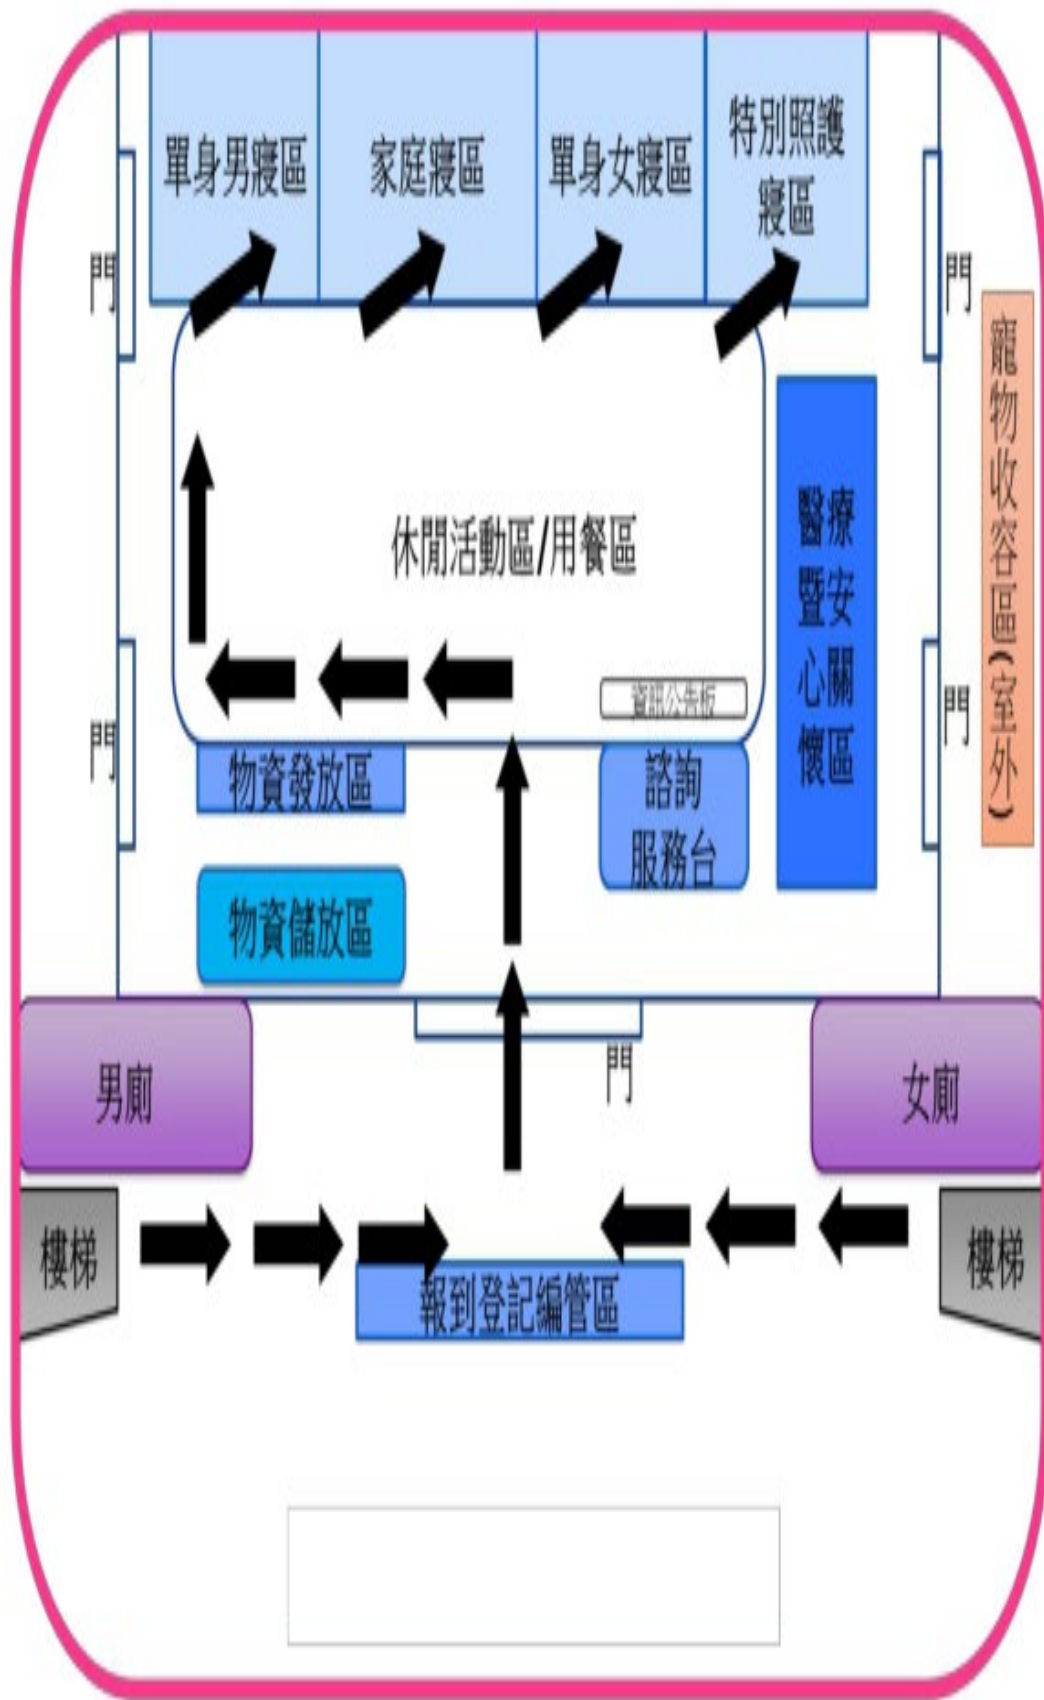 單身男寢區
家庭寢區
單身女寢區
特別照護
寢區
門
門
寵物收容區(室外)
休閒活動區/用餐區
醫療
暨安
心關
懷區
資訊公告板
門
門
物資發放區
諮詢
服務台
物資儲放區
男廁
門
女廁
樓梯
樓梯
報到登記編管區